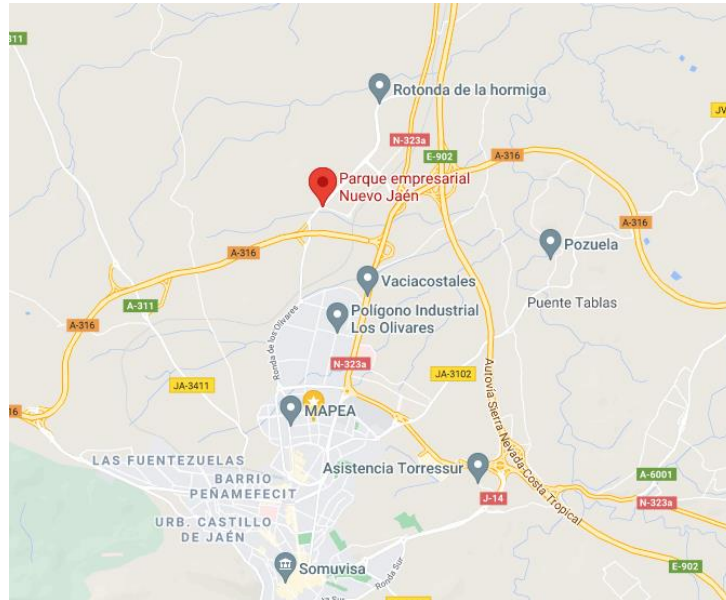 311
Rotonda de la hormiga
JV
N-323a
E-902
A-316
A-316
Parque empresarial
Nuevo Jaén
A-316
A-316
Pozuela
Vaciacostales
A-311
Puente Tablas
Polígono Industrial
Los Olivares
A-316
Ronda de los Olivares
N-323a
JA-3102
JA-3411
Autovía Sierra Nevada-Costa Tropical
MAPEA
16
LAS FUENTEZUELAS
BARRIO
PEÑAMEFECIT
Asistencia Torressur
A-6001
J-14
N-323a
URB. CASTILLO
DE JAÉN
Somuvisa
Ronda Sur
E-902